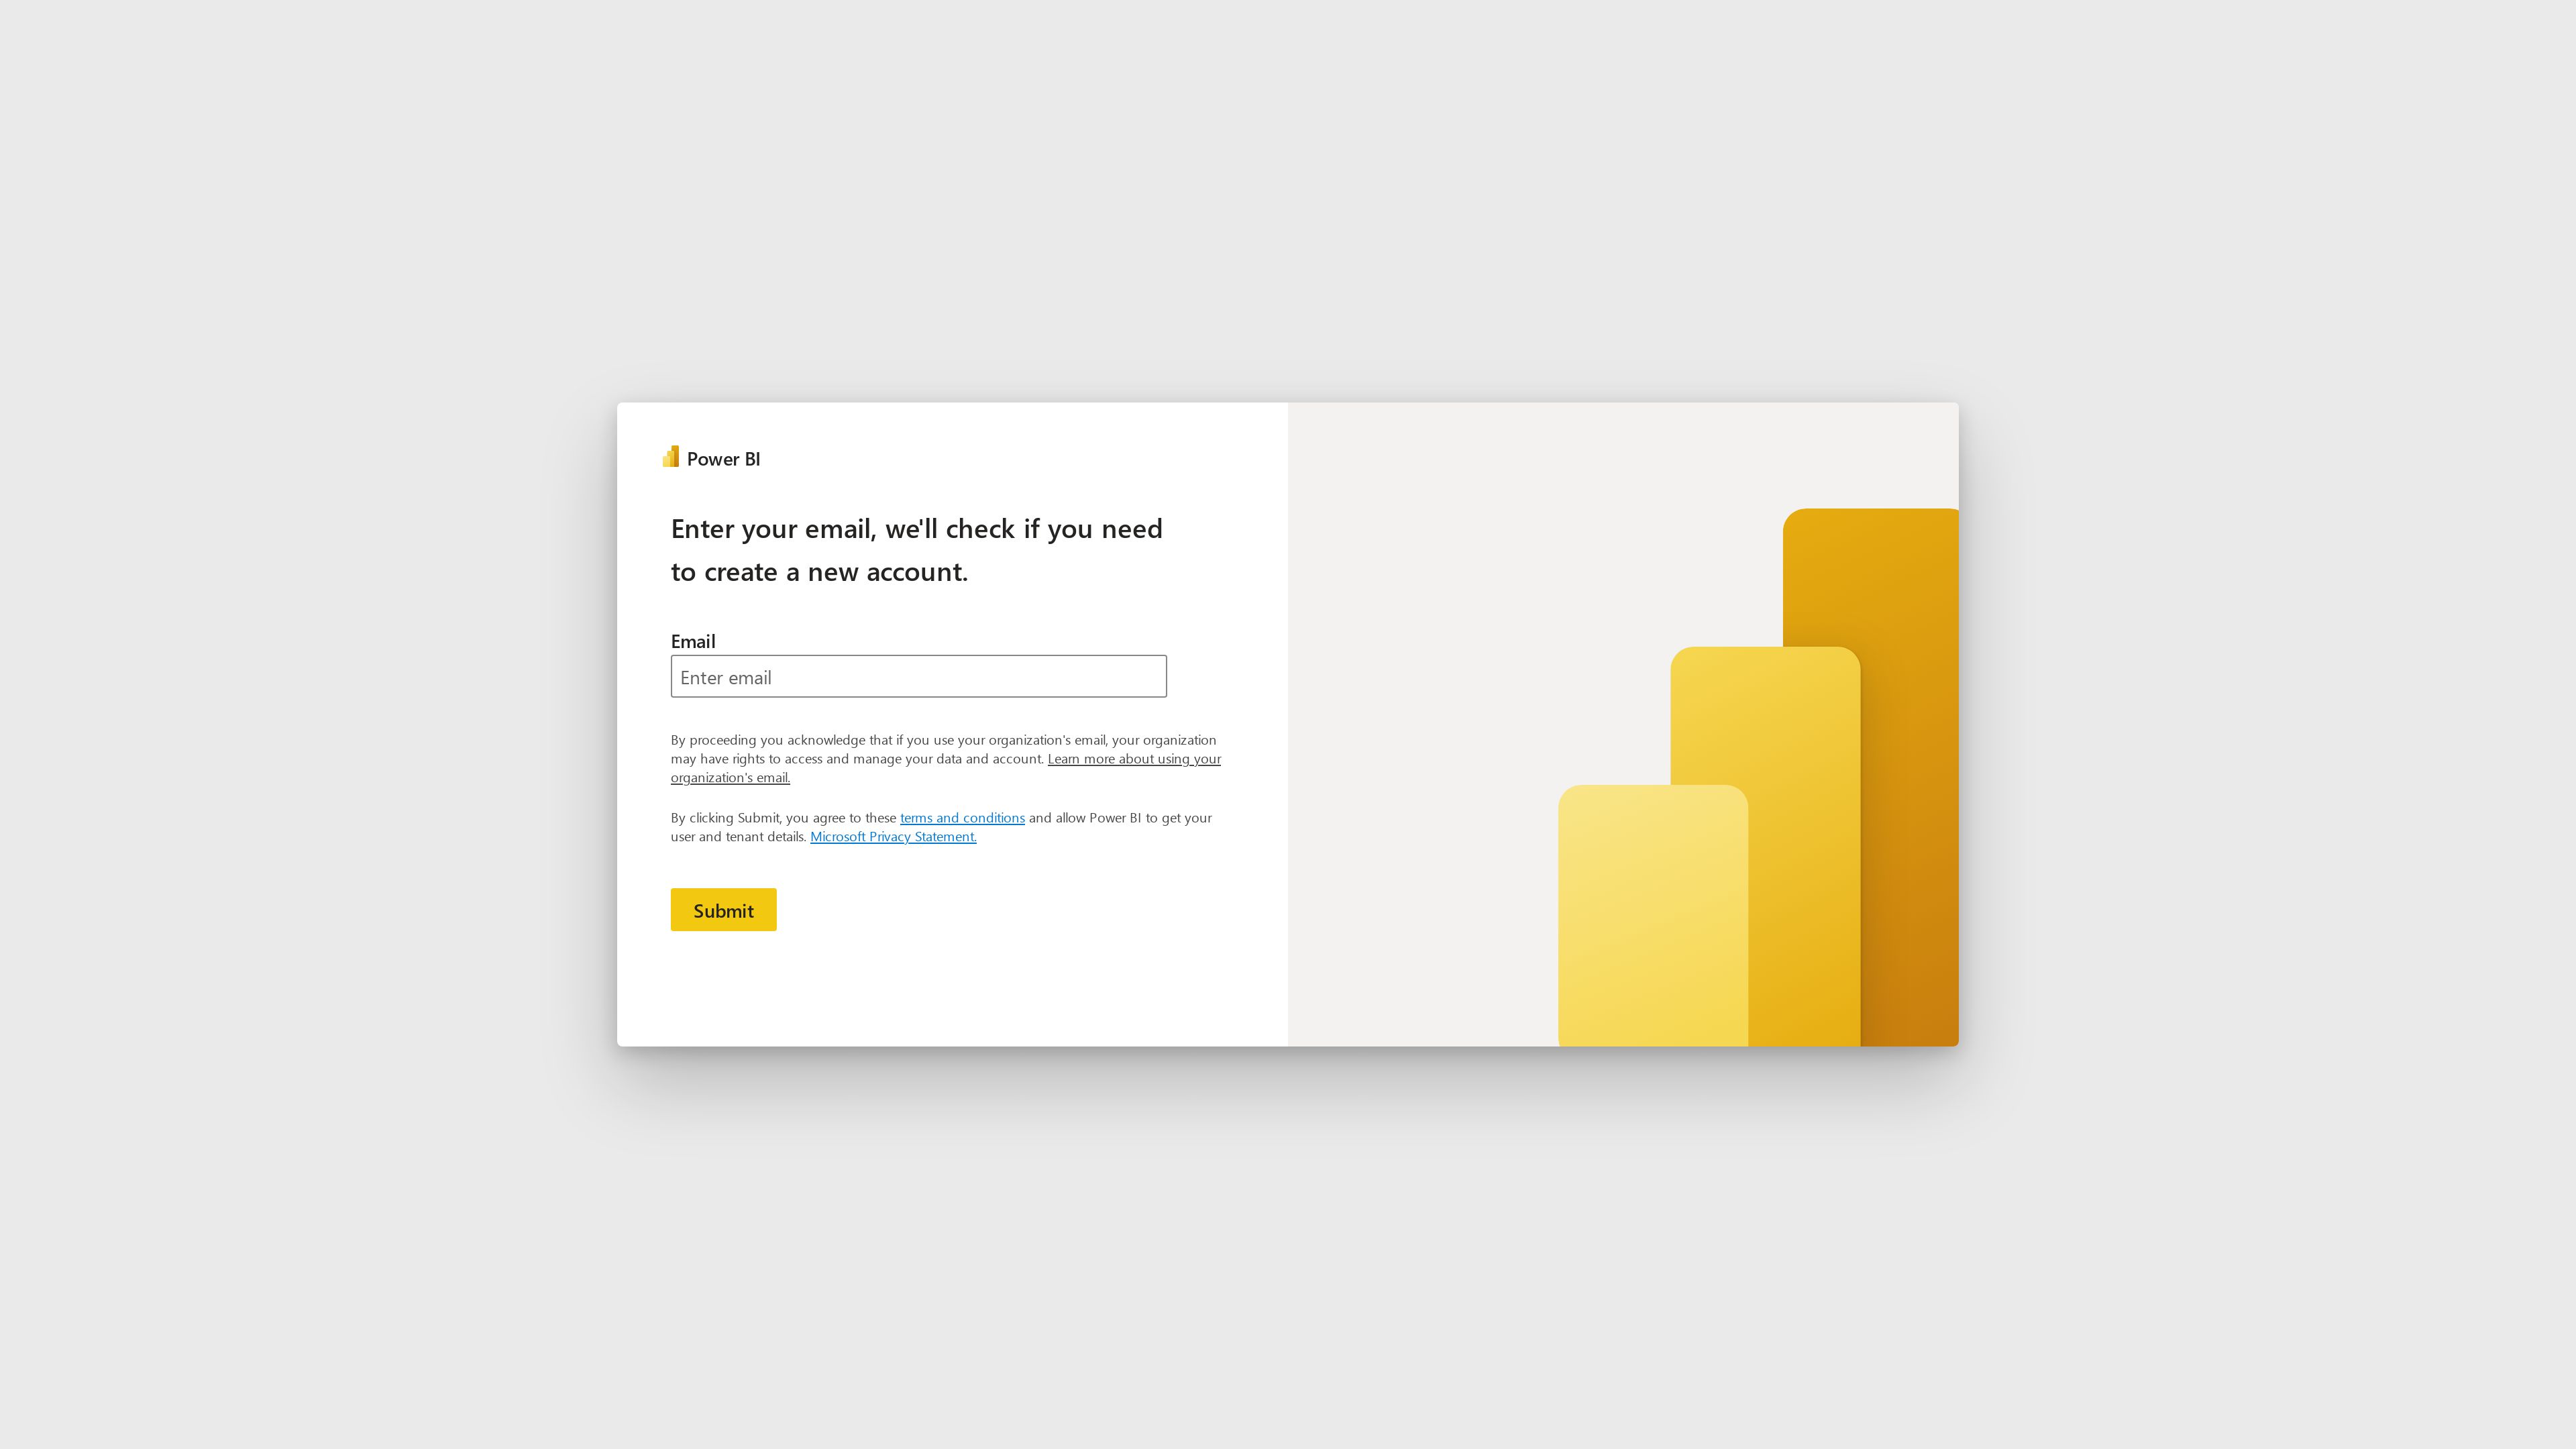 Power BI
Enter your email, we'll check if you need
to create a new account.
Email
Enter email
By proceeding you acknowledge that if you use your organization's email, your organization
may have rights to access and manage your data and account. Learn more about using your
organization's email.
By clicking Submit, you agree to these terms and conditions and allow Power BI to get your
user and tenant details. Microsoft Privacy Statement.
Submit